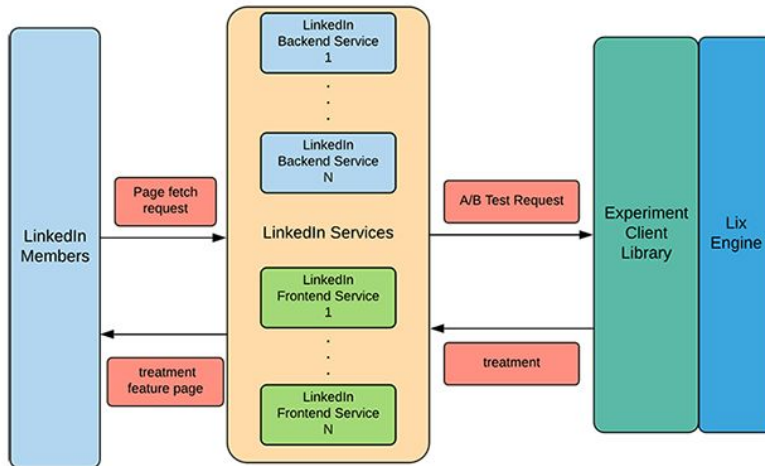 LinkedIn
Members
Page fetch
request
treatment
feature page
LinkedIn
Backend Service
1
.
.
.
LinkedIn
Backend Service
N
LinkedIn Services
LinkedIn
Frontend Service
1
.
.
.
LinkedIn
Frontend Service
N
A/B Test Request
treatment
Experiment
Client
Library
Lix
Engine